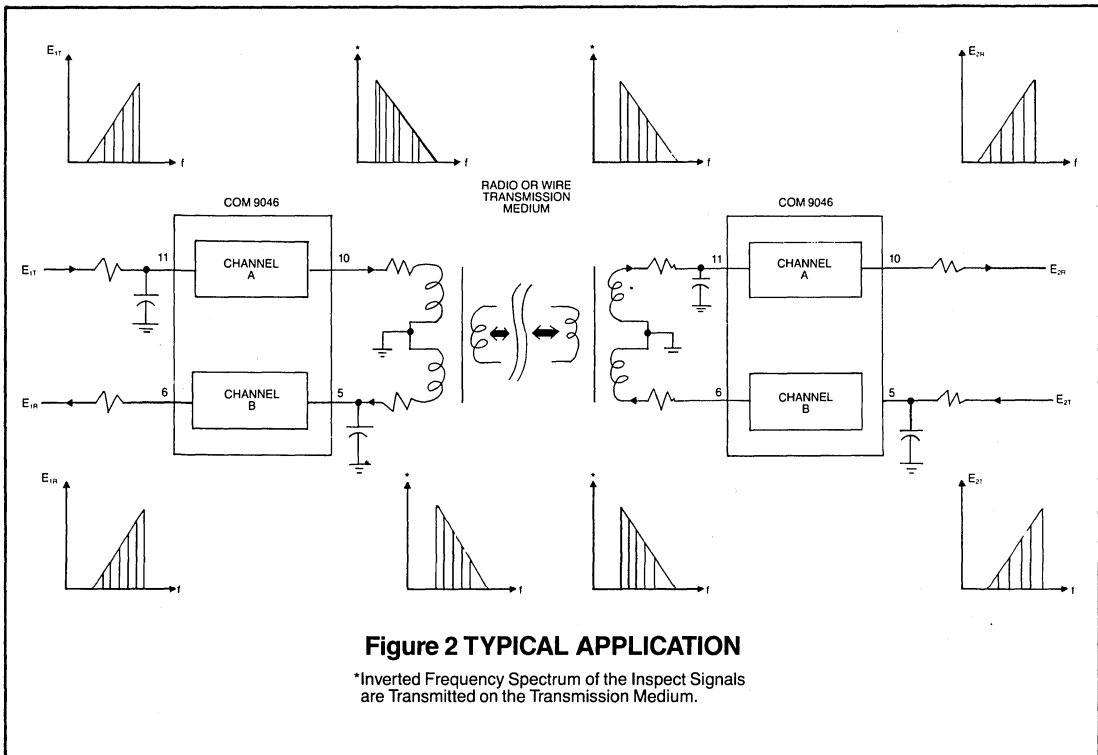 E1T
*
*
E2R
f
f
f
f
RADIO OR WIRE
TRANSMISSION
MEDIUM
COM 9046
COM 9046
E1T
11
CHANNEL
A
10
11
CHANNEL
A
10
E2R
E1R
6
CHANNEL
B
5
6
CHANNEL
B
5
E2T
E1R
*
*
E2T
f
f
f
f
Figure 2 TYPICAL APPLICATION
*Inverted Frequency Spectrum of the Inspect Signals
are Transmitted on the Transmission Medium.